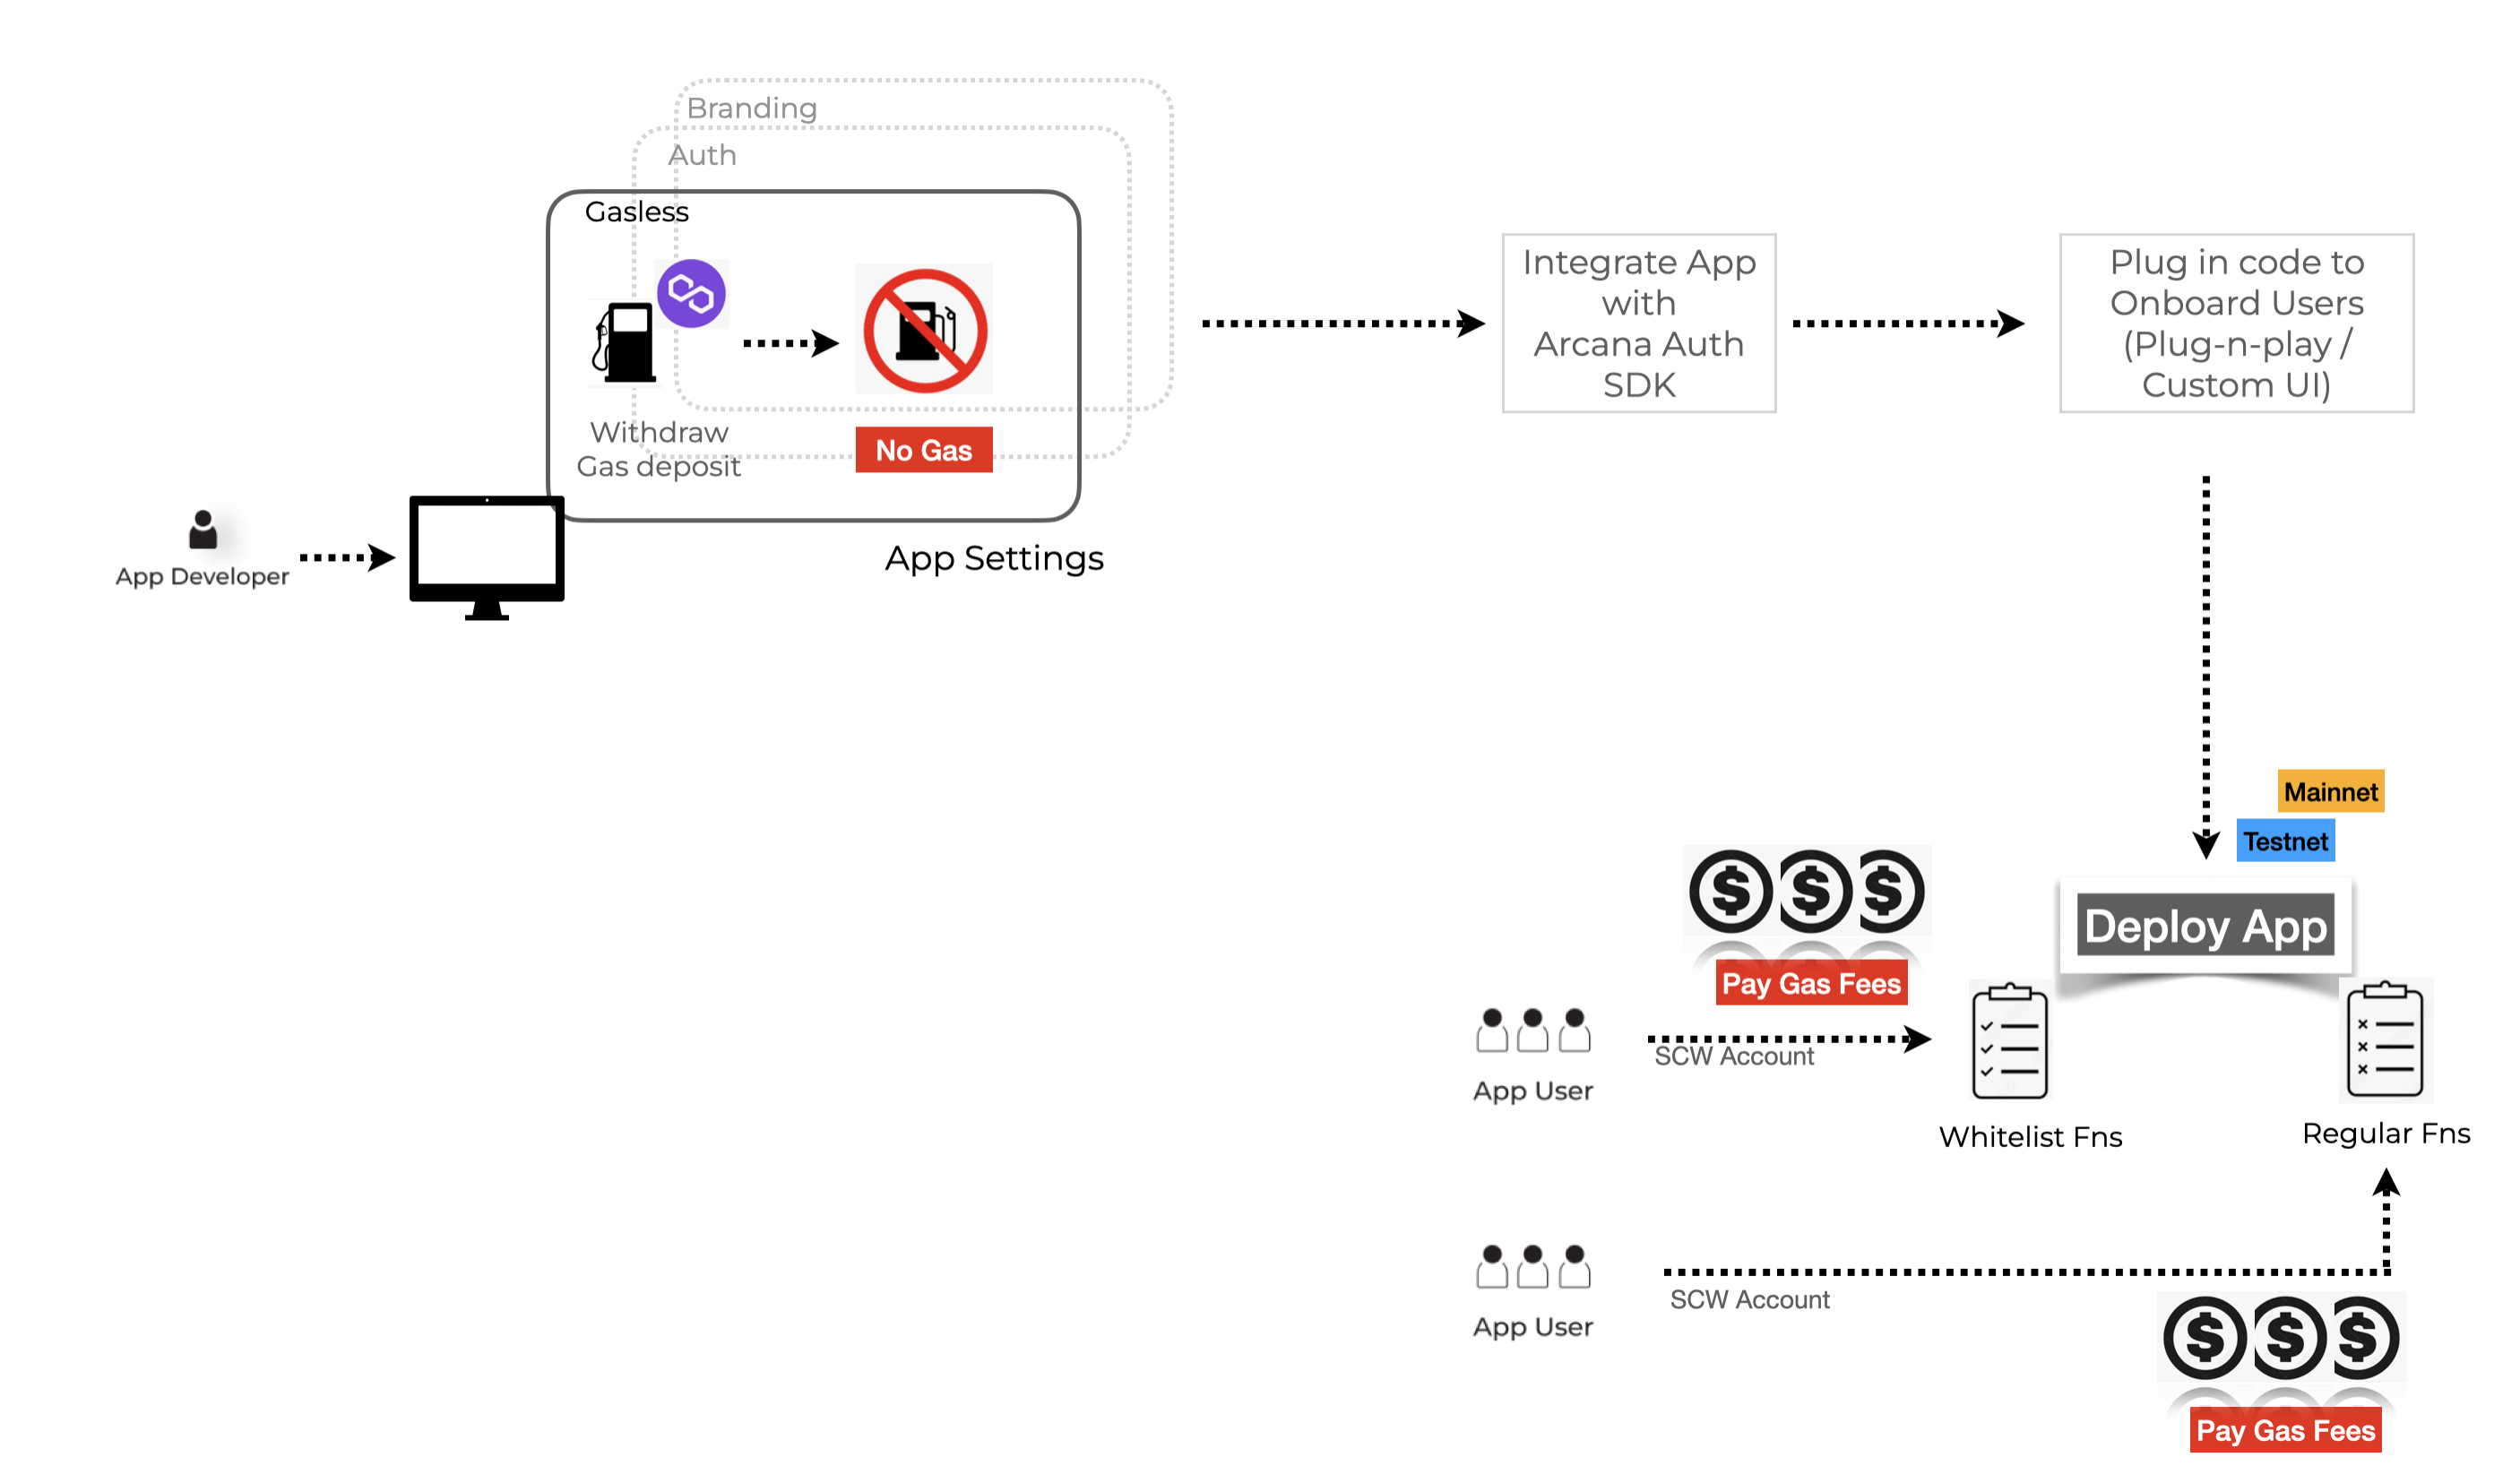 Branding
Auth
Gasless
Withdraw
Gas deposit
No Gas
App Developer
App Settings
Integrate App
with
Arcana Auth
SDK
Plug in code to
Onboard Users
(Plug-n-play /
Custom UI)
Mainnet
Testnet
Deploy App
Pay Gas Fees
SCW Account
App User
Whitelist Fns
Regular Fns
SCW Account
App User
Pay Gas Fees